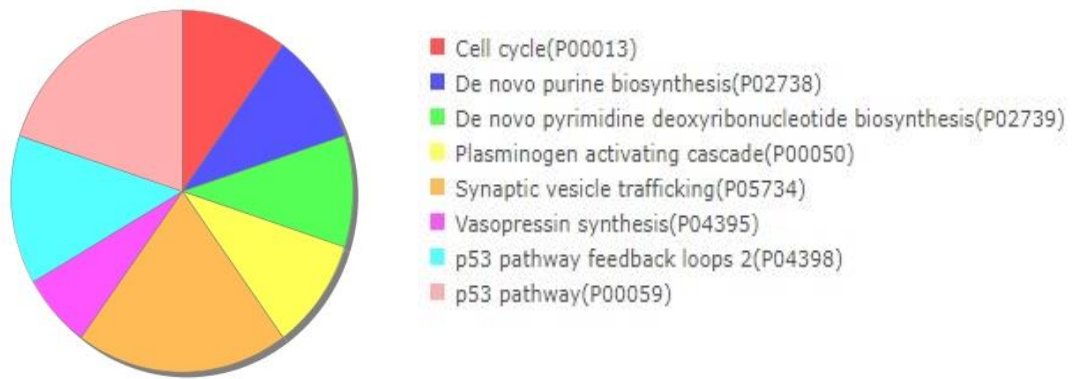 Cell cycle(P00013)
De novo purine biosynthesis(P02738)
De novo pyrimidine deoxyribonucleotide biosynthesis(P02739)
Plasminogen activating cascade(P00050)
Synaptic vesicle trafficking(P05734)
Vasopressin synthesis(P04395)
p53 pathway feedback loops 2(P04398)
p53 pathway(P00059)